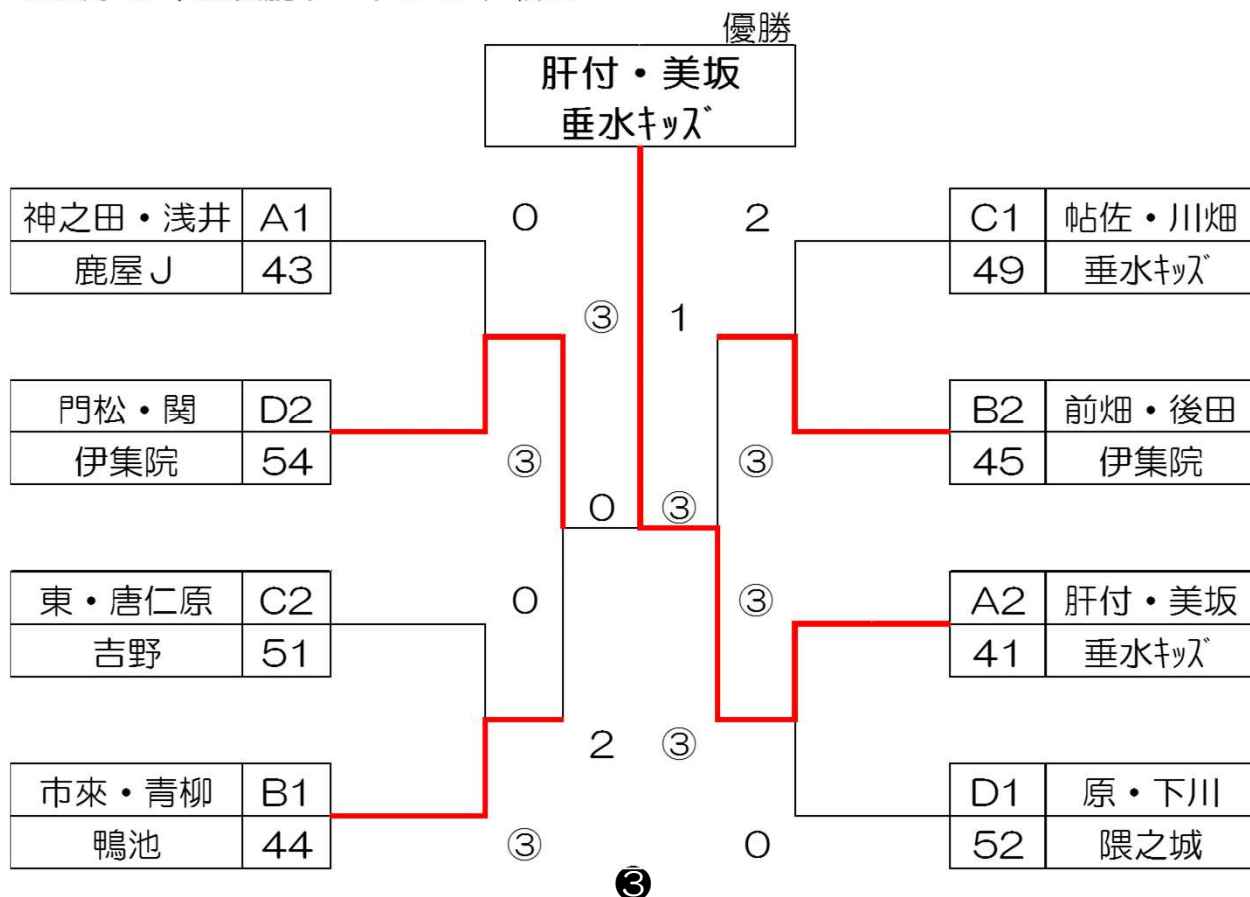 優勝
肝付・美坂
垂水キッズ
神之田・浅井 A1 0 2 C1 帖佐・川畑
鹿屋J 43 49 垂水キッズ
③ 1
門松・関 D2 B2 前畑・後田
伊集院 54 ③ ③ 45 伊集院
0 ③
東・唐仁原 C2 0 ③ A2 肝付・美坂
吉野 51 41 垂水キッズ
2 ③
市來・青柳 B1 D1 原・下川
鴨池 44 ③ 0 52 隈之城
❸